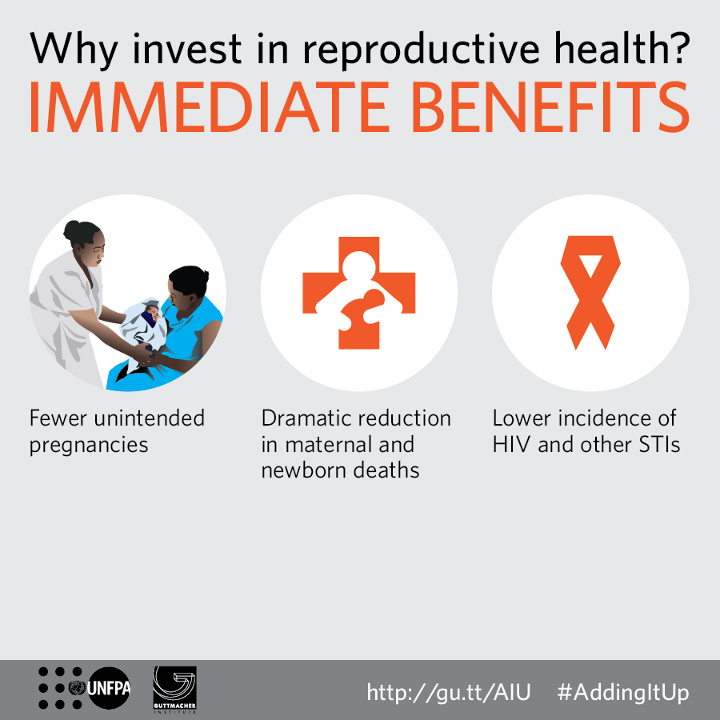 Why invest in reproductive health?
IMMEDIATE BENEFITS
Fewer unintended
pregnancies
Dramatic reduction
in maternal and
newborn deaths
Lower incidence of
HIV and other STIs
UNFPA
GUTTMACHER
INSTITUTE
http://gu.tt/AIU #AddingItUp